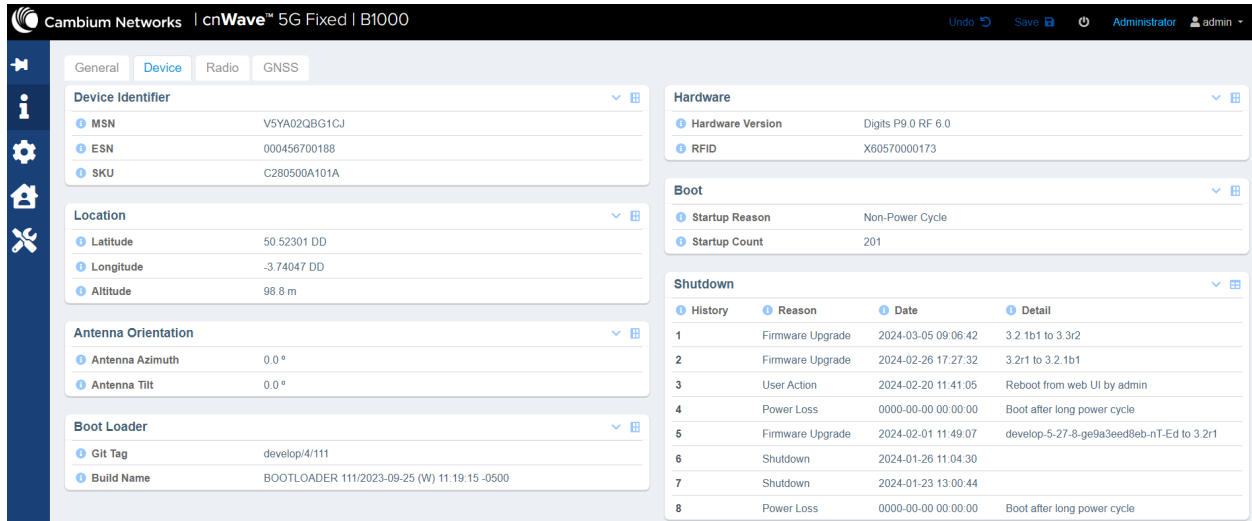 Cambium Networks | cnWave™ 5G Fixed | B1000
Undo Save Administrator admin
General Device Radio GNSS
Device Identifier
MSN V5YA02QBG1CJ
ESN 000456700188
SKU C280500A101A
Location
Latitude 50.52301 DD
Longitude -3.74047 DD
Altitude 98.8 m
Antenna Orientation
Antenna Azimuth 0.0 º
Antenna Tilt 0.0 º
Boot Loader
Git Tag develop/4/111
Build Name BOOTLOADER 111/2023-09-25 (W) 11:19:15 -0500
Hardware
Hardware Version Digits P9.0 RF 6.0
RFID X60570000173
Boot
Startup Reason Non-Power Cycle
Startup Count 201
Shutdown
History Reason Date Detail
1 Firmware Upgrade 2024-03-05 09:06:42 3.2.1b1 to 3.3r2
2 Firmware Upgrade 2024-02-26 17:27:32 3.2r1 to 3.2.1b1
3 User Action 2024-02-20 11:41:05 Reboot from web UI by admin
4 Power Loss 0000-00-00 00:00:00 Boot after long power cycle
5 Firmware Upgrade 2024-02-01 11:49:07 develop-5-27-8-ge9a3eed8eb-nT-Ed to 3.2r1
6 Shutdown 2024-01-26 11:04:30
7 Shutdown 2024-01-23 13:00:44
8 Power Loss 0000-00-00 00:00:00 Boot after long power cycle